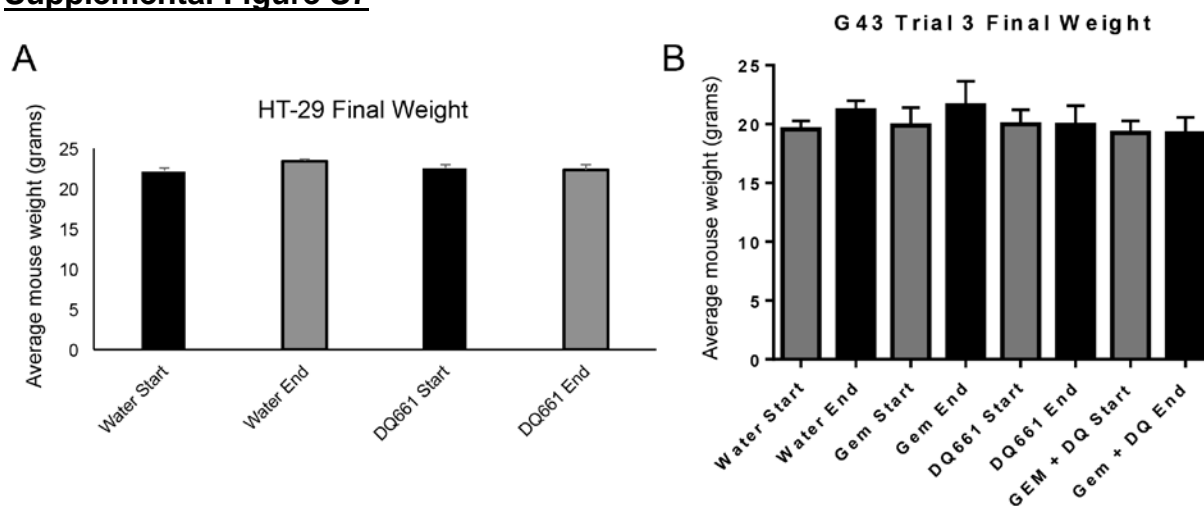 Supplemental Figure S7
A
HT-29 Final Weight
Average mouse weight (grams)
25
20
15
10
5
0
Water Start
Water End
DQ661 Start
DQ661 End
B
G43 Trial 3 Final Weight
Average mouse weight (grams)
25
20
15
10
5
0
Water Start
Water End
Gem Start
Gem End
DQ661 Start
DQ661 End
GEM + DQ Start
Gem + DQ End